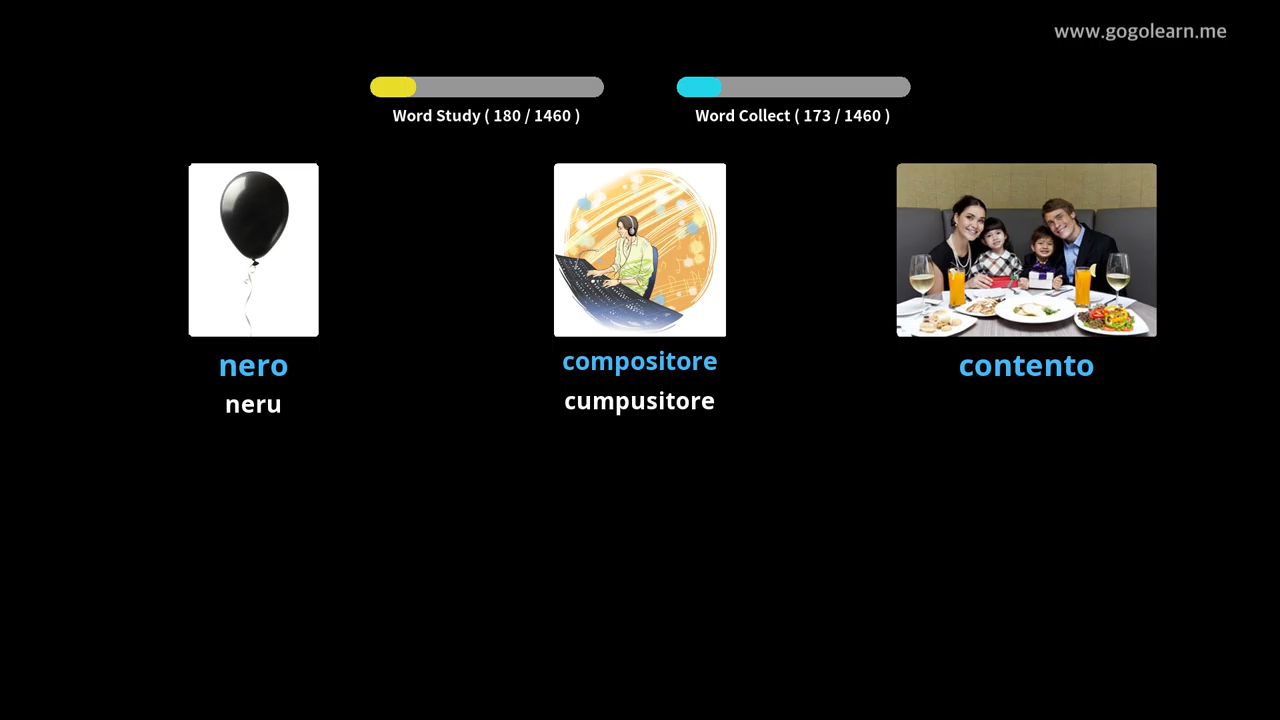 www.gogolearn.me
Word Study ( 180 / 1460 )
Word Collect ( 173 / 1460 )
nero
neru
compositore
cumpusitore
contento